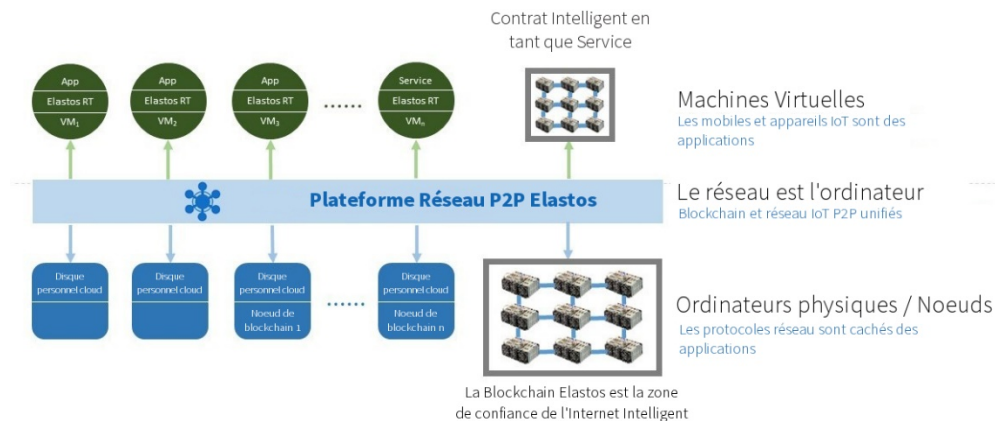 Contrat Intelligent en
tant que Service
App
Elastos RT
VM₁
App
Elastos RT
VM₂
App
Elastos RT
VM₃
......
Service
Elastos RT
VMₙ
Machines Virtuelles
Les mobiles et appareils IoT sont des
applications
Plateforme Réseau P2P Elastos
Le réseau est l'ordinateur
Blockchain et réseau IoT P2P unifiés
Disque
personnel cloud
Disque
personnel cloud
Disque
personnel cloud
Noeud de
blockchain 1
......
Disque
personnel cloud
Noeud de
blockchain n
Ordinateurs physiques / Noeuds
Les protocoles réseau sont cachés des
applications
La Blockchain Elastos est la zone
de confiance de l'Internet Intelligent